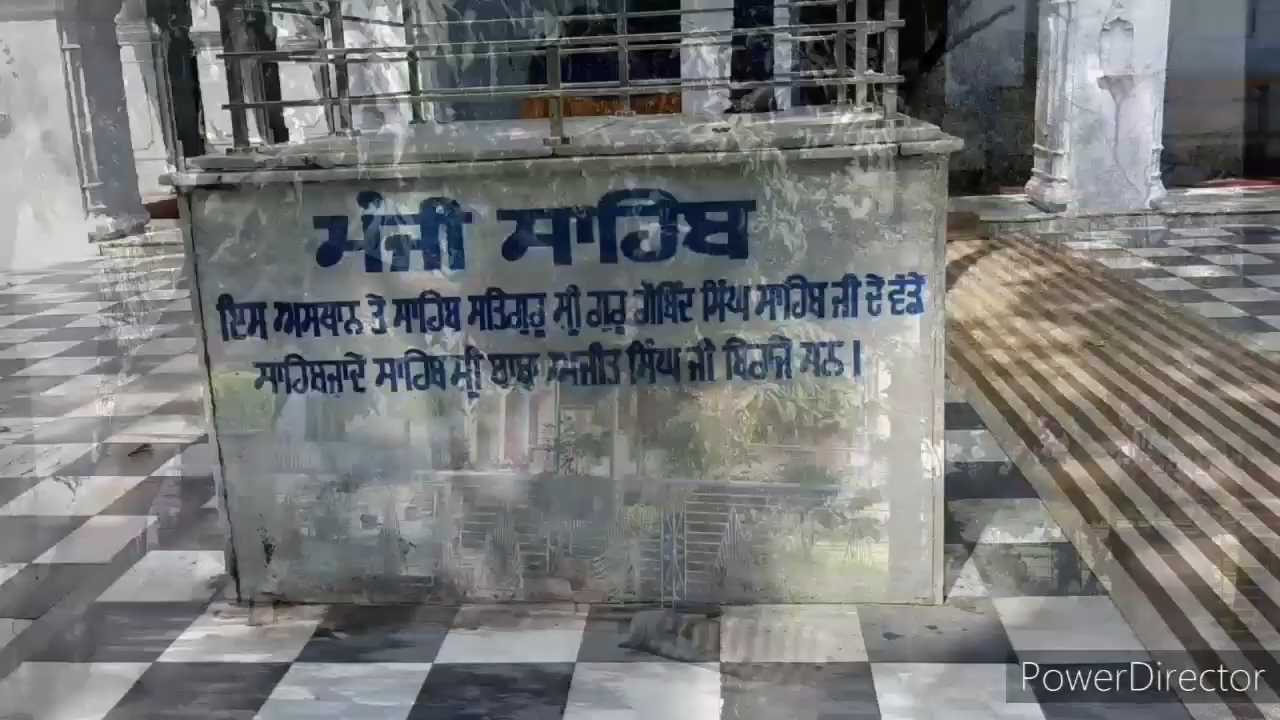 ਮੰਜੀ ਸਾਹਿਬ
ਇਸ ਅਸਥਾਨ ਤੇ ਸਾਹਿਬ ਸਤਿਗੁਰੂ ਸ੍ਰੀ ਗੁਰੂ ਗੋਬਿੰਦ ਸਿੰਘ ਸਾਹਿਬ ਜੀ ਦੇ ਵੱਡੇ
ਸਾਹਿਬਜਾਦੇ ਸਾਹਿਬ ਸ੍ਰੀ ਬਾਬਾ ਅਜੀਤ ਸਿੰਘ ਜੀ ਬਿਰਾਜੇ ਸਨ।
PowerDirector